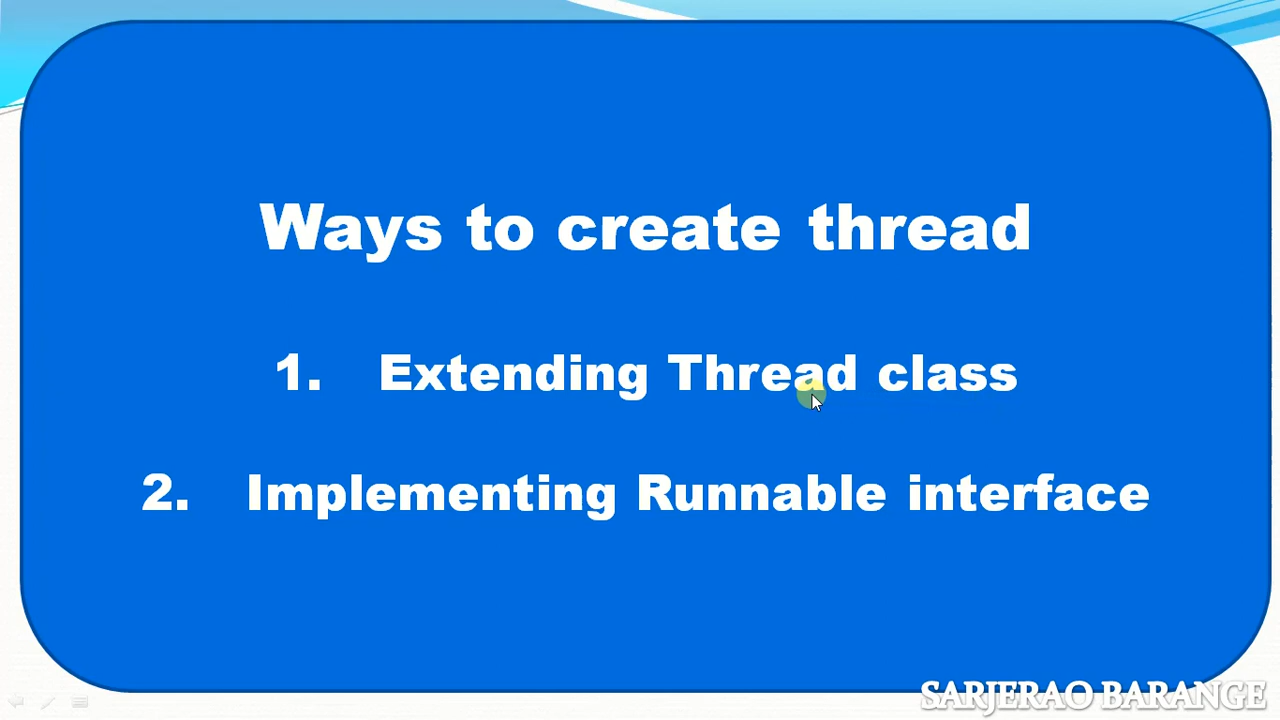 Ways to create thread
1. Extending Thread class
2. Implementing Runnable interface
SARJERAO BARANGE